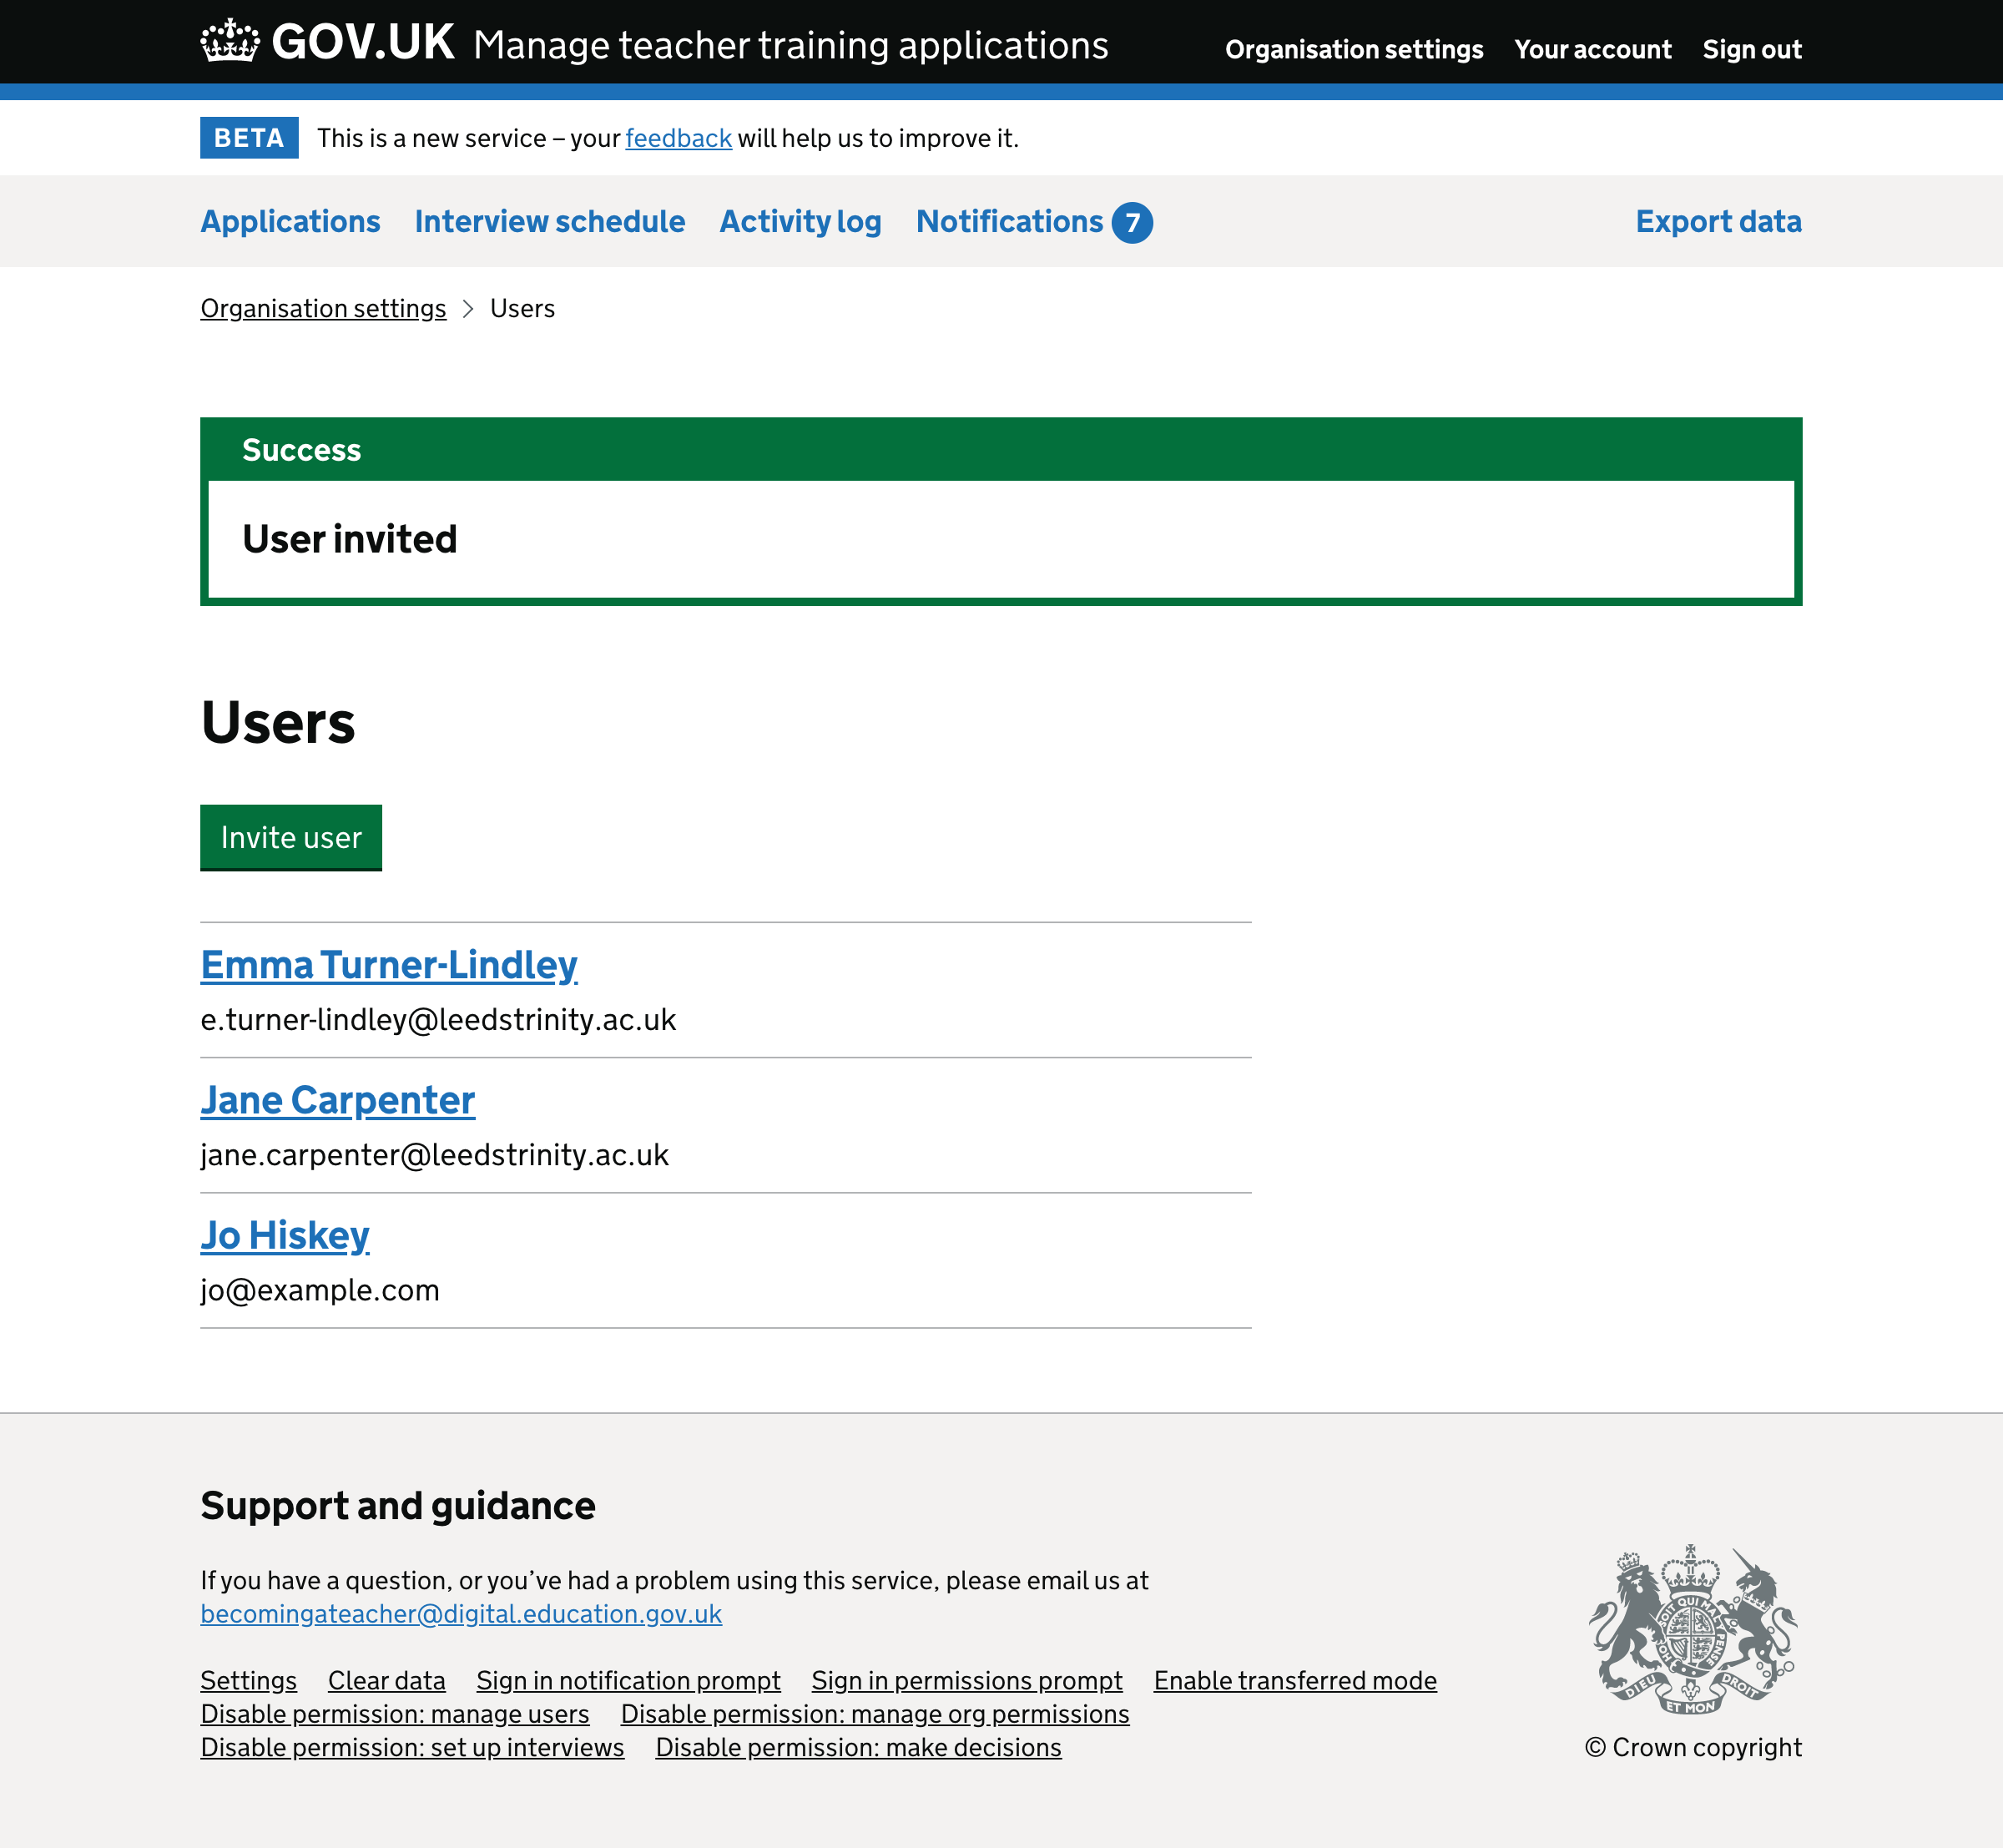 GOV.UK Manage teacher training applications Organisation settings Your account Sign out
BETA This is a new service – your feedback will help us to improve it.
Applications Interview schedule Activity log Notifications 7 Export data
Organisation settings > Users
Success
User invited
Users
Invite user
Emma Turner-Lindley
e.turner-lindley@leedstrinity.ac.uk
Jane Carpenter
jane.carpenter@leedstrinity.ac.uk
Jo Hiskey
jo@example.com
Support and guidance
If you have a question, or you’ve had a problem using this service, please email us at
becomingateacher@digital.education.gov.uk
Settings Clear data Sign in notification prompt Sign in permissions prompt Enable transferred mode
Disable permission: manage users Disable permission: manage org permissions
Disable permission: set up interviews Disable permission: make decisions
DIEU ET MON DROIT
© Crown copyright